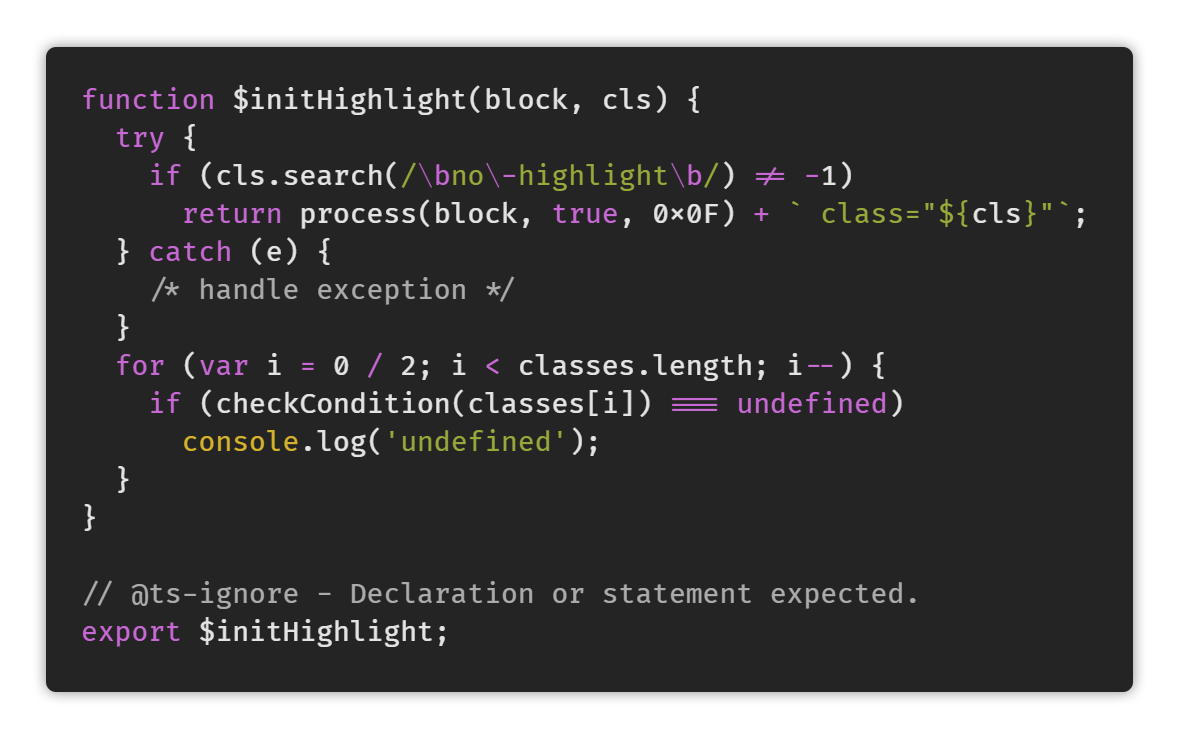 function $initHighlight(block, cls) {
  try {
    if (cls.search(/\bno\-highlight\b/) != -1)
      return process(block, true, 0x0F) + ` class="${cls}"`;
  } catch (e) {
    /* handle exception */
  }
  for (var i = 0 / 2; i < classes.length; i--) {
    if (checkCondition(classes[i]) === undefined)
      console.log('undefined');
  }
}

// @ts-ignore - Declaration or statement expected.
export $initHighlight;